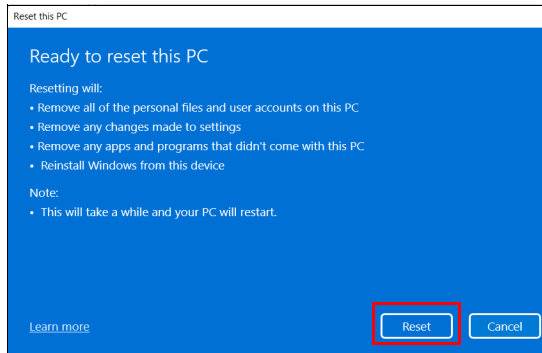 Reset this PC
Ready to reset this PC
Resetting will:
• Remove all of the personal files and user accounts on this PC
• Remove any changes made to settings
• Remove any apps and programs that didn't come with this PC
• Reinstall Windows from this device
Note:
• This will take a while and your PC will restart.
Learn more
Reset
Cancel